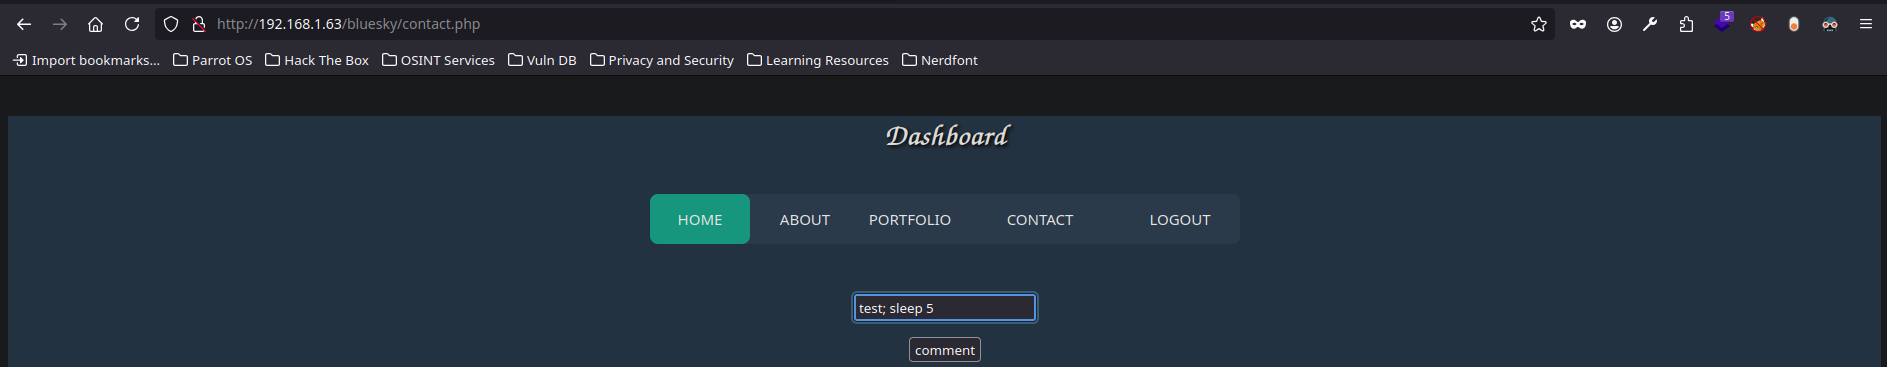 http://192.168.1.63/bluesky/contact.php
5
Import bookmarks... Parrot OS Hack The Box OSINT Services Vuln DB Privacy and Security Learning Resources Nerdfont
Dashboard
HOME ABOUT PORTFOLIO CONTACT LOGOUT
test; sleep 5
comment